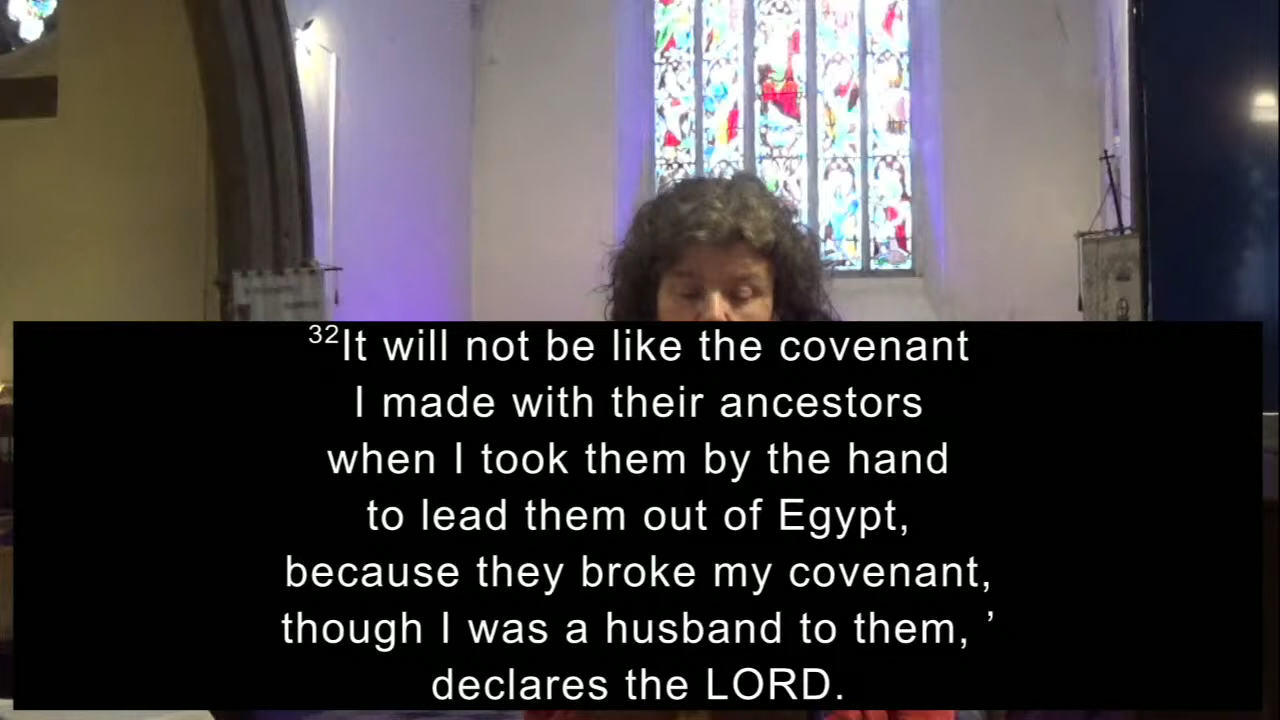 ³²It will not be like the covenant
I made with their ancestors
when I took them by the hand
to lead them out of Egypt,
because they broke my covenant,
though I was a husband to them, ’
declares the LORD.